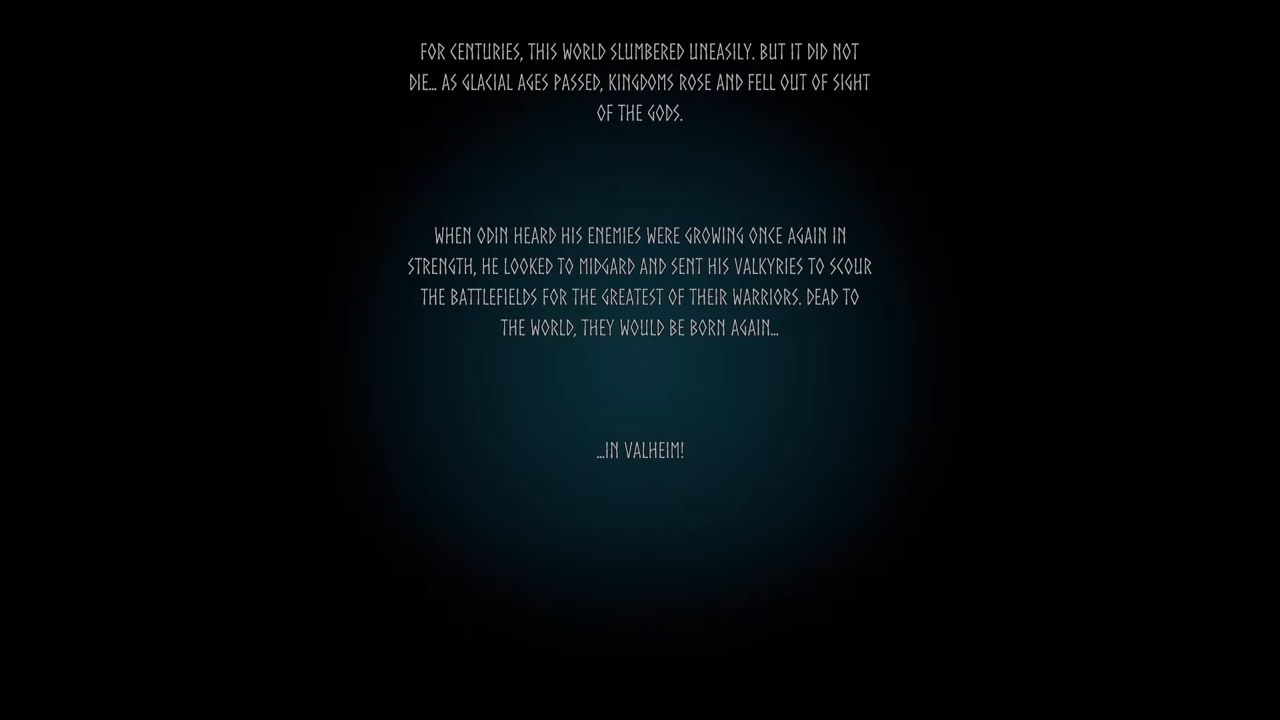 FOR CENTURIES, THIS WORLD SLUMBERED UNEASILY. BUT IT DID NOT
DIE... AS GLACIAL AGES PASSED, KINGDOMS ROSE AND FELL OUT OF SIGHT
OF THE GODS.
WHEN ODIN HEARD HIS ENEMIES WERE GROWING ONCE AGAIN IN
STRENGTH, HE LOOKED TO MIDGARD AND SENT HIS VALKYRIES TO SCOUR
THE BATTLEFIELDS FOR THE GREATEST OF THEIR WARRIORS. DEAD TO
THE WORLD, THEY WOULD BE BORN AGAIN...
...IN VALHEIM!